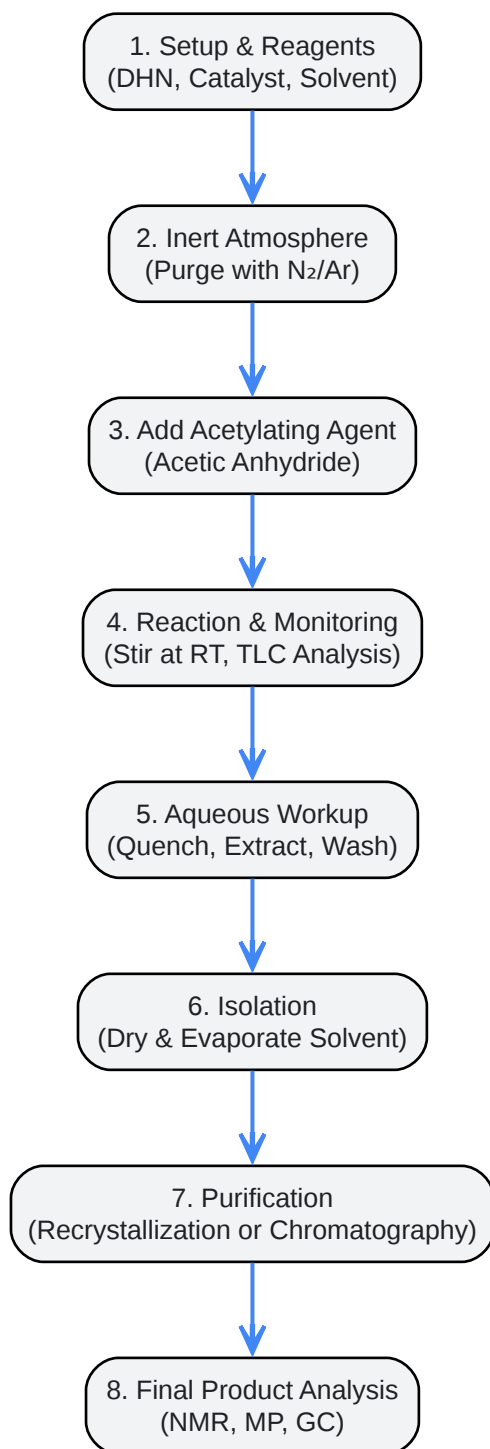 1. Setup & Reagents
(DHN, Catalyst, Solvent)
2. Inert Atmosphere
(Purge with N₂/Ar)
3. Add Acetylating Agent
(Acetic Anhydride)
4. Reaction & Monitoring
(Stir at RT, TLC Analysis)
5. Aqueous Workup
(Quench, Extract, Wash)
6. Isolation
(Dry & Evaporate Solvent)
7. Purification
(Recrystallization or Chromatography)
8. Final Product Analysis
(NMR, MP, GC)